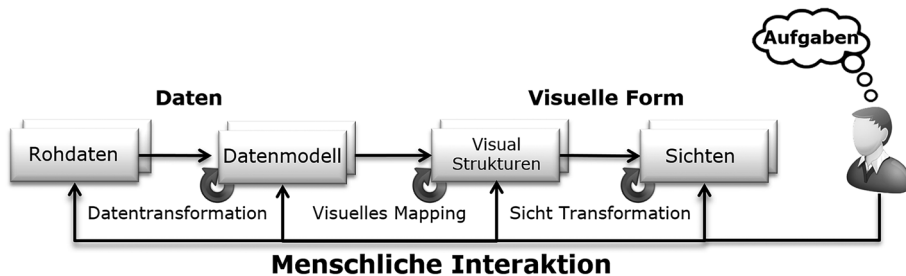 Aufgaben
Daten
Visuelle Form
Rohdaten
Datenmodell
Visual
Strukturen
Sichten
Datentransformation
Visuelles Mapping
Sicht Transformation
Menschliche Interaktion